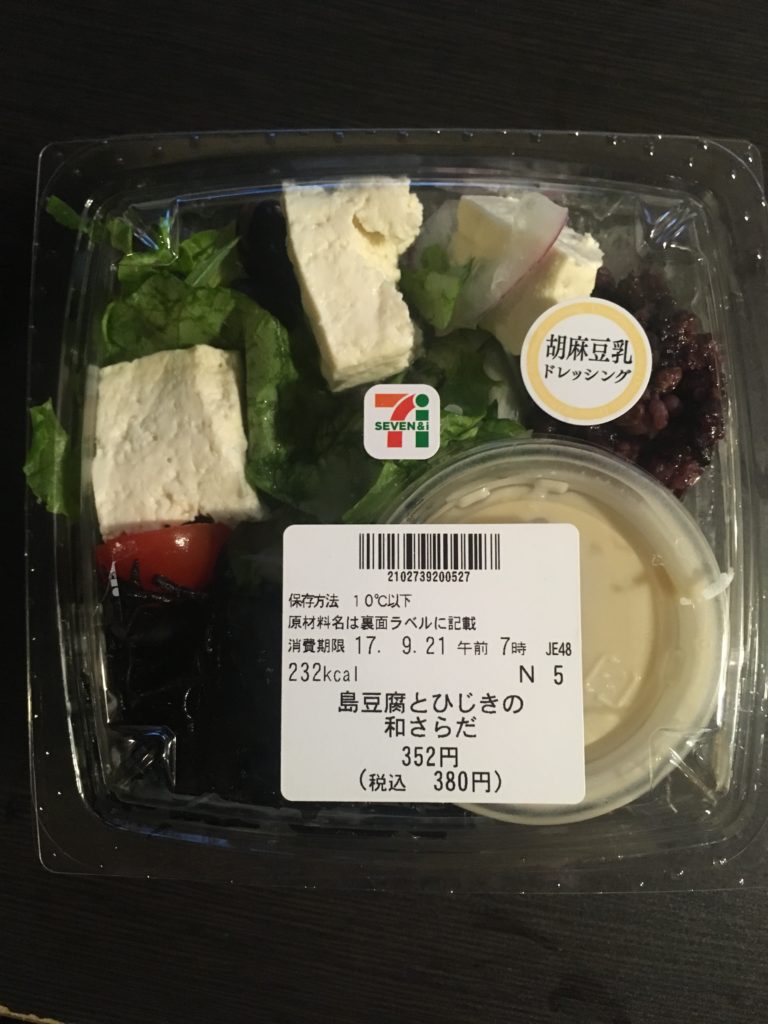 胡麻豆乳
ドレッシング
7i
SEVEN&i
2102739200527
保存方法 10℃以下
原材料名は裏面ラベルに記載
消費期限 17. 9.21 午前 7時 JE48
232kcal N 5
島豆腐とひじきの
和さらだ
352円
(税込 380円)